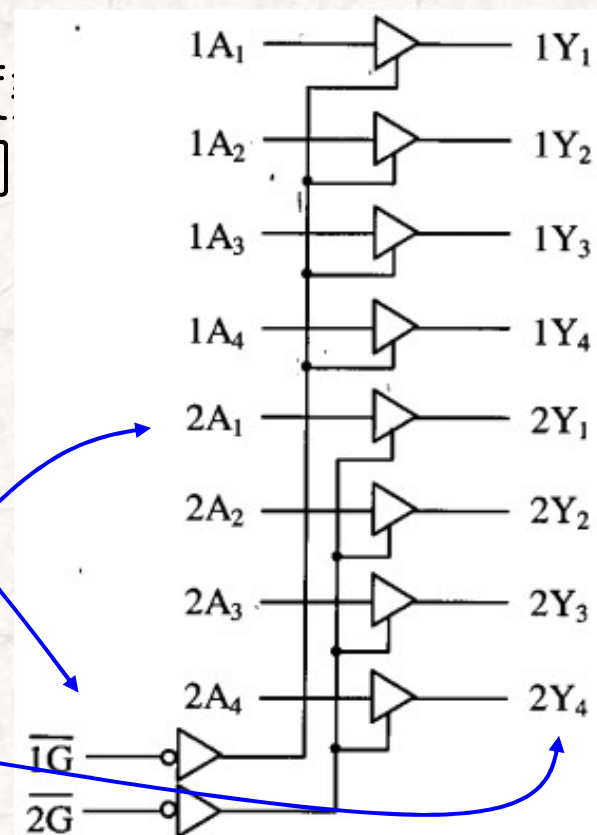 1A₁ 1Y₁
1A₂ 1Y₂
1A₃ 1Y₃
1A₄ 1Y₄
2A₁ 2Y₁
2A₂ 2Y₂
2A₃ 2Y₃
2A₄ 2Y₄
1G̅
2G̅